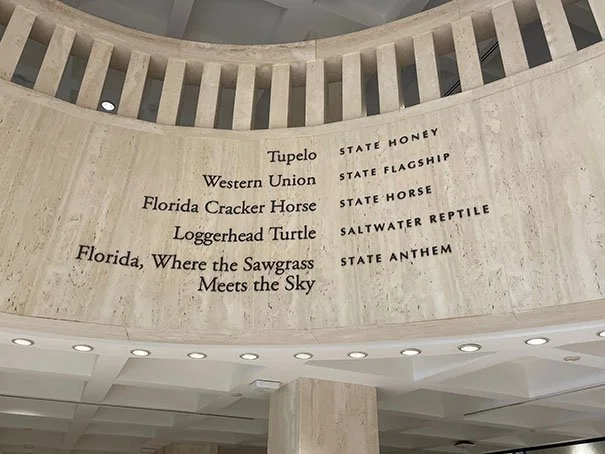 Tupelo STATE HONEY
Western Union STATE FLAGSHIP
Florida Cracker Horse STATE HORSE
Loggerhead Turtle SALTWATER REPTILE
Florida, Where the Sawgrass STATE ANTHEM
Meets the Sky